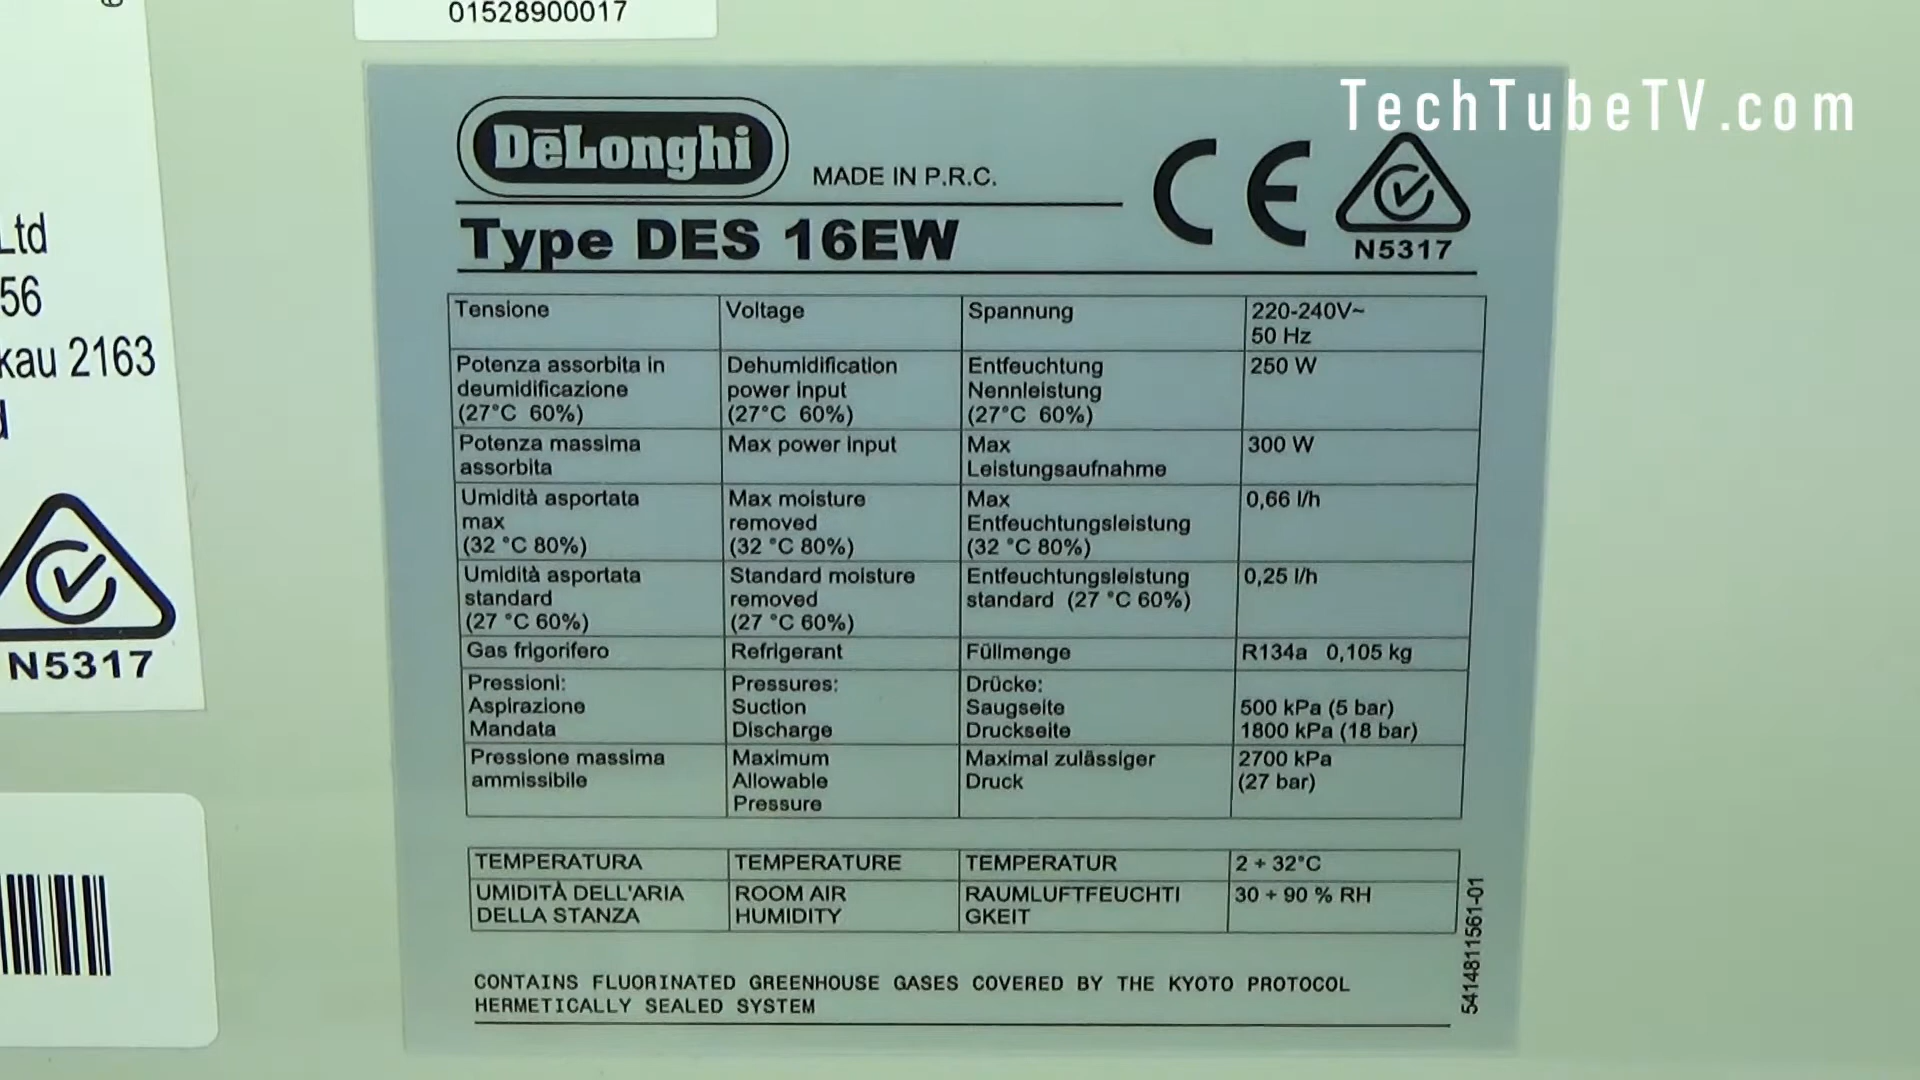 01528900017
TechTubeTV.com
DēLonghi
MADE IN P.R.C.
Type DES 16EW
N5317
Tensione Voltage Spannung 220-240V~
50 Hz
Potenza assorbita in Dehumidification Entfeuchtung 250 W
deumidificazione power input Nennleistung
(27°C 60%) (27°C 60%) (27°C 60%)
Potenza massima Max power input Max 300 W
assorbita Leistungsaufnahme
Umidità asportata Max moisture Max 0,66 l/h
max removed Entfeuchtungsleistung
(32 °C 80%) (32 °C 80%) (32 °C 80%)
Umidità asportata Standard moisture Entfeuchtungsleistung 0,25 l/h
standard removed standard (27 °C 60%)
(27 °C 60%) (27 °C 60%)
Gas frigorifero Refrigerant Füllmenge R134a 0,105 kg
Pressioni: Pressures: Drücke:
Aspirazione Suction Saugseite 500 kPa (5 bar)
Mandata Discharge Druckseite 1800 kPa (18 bar)
Pressione massima Maximum Maximal zulässiger 2700 kPa
ammissibile Allowable Druck (27 bar)
Pressure
TEMPERATURA TEMPERATURE TEMPERATUR 2 ÷ 32°C
UMIDITÀ DELL'ARIA ROOM AIR RAUMLUFTFEUCHTI 30 ÷ 90 % RH
DELLA STANZA HUMIDITY GKEIT
5414811561-01
CONTAINS FLUORINATED GREENHOUSE GASES COVERED BY THE KYOTO PROTOCOL
HERMETICALLY SEALED SYSTEM
Ltd
56
kau 2163
N5317